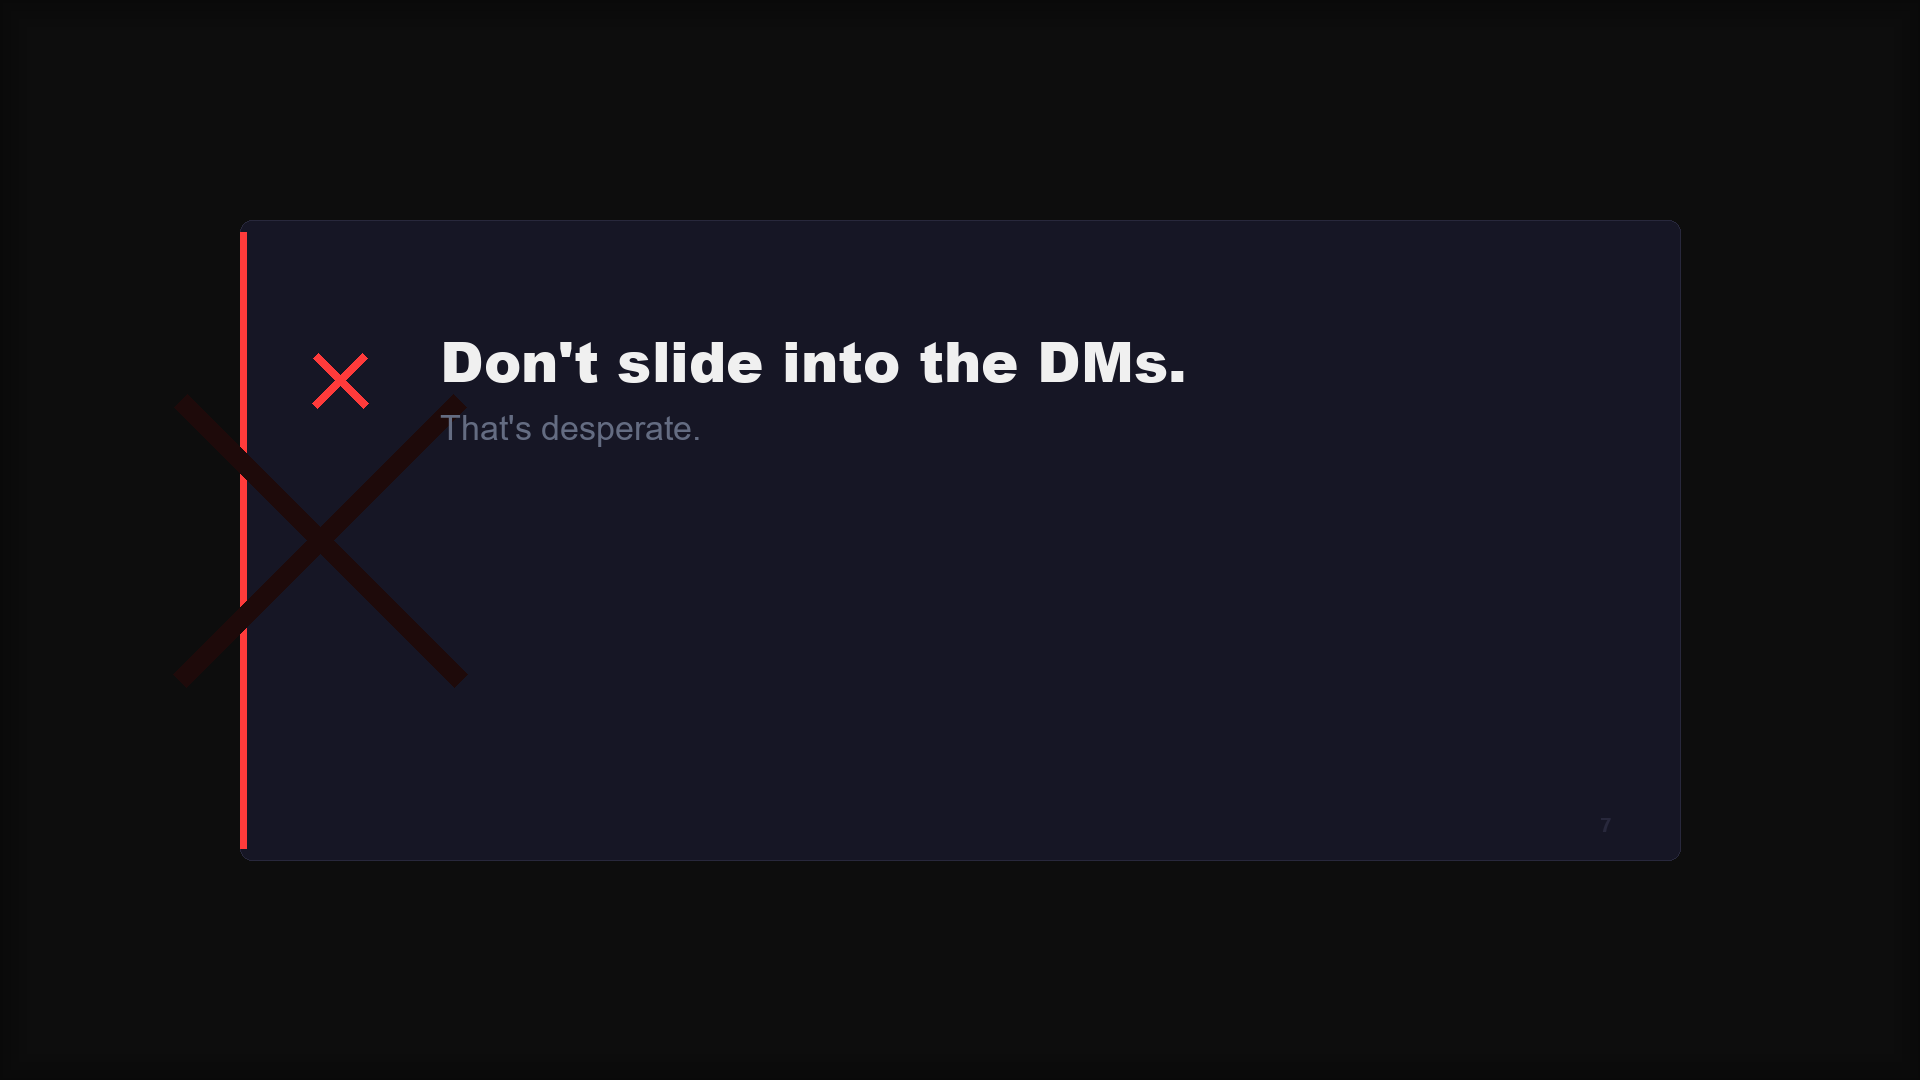 Don't slide into the DMs.
That's desperate.
7